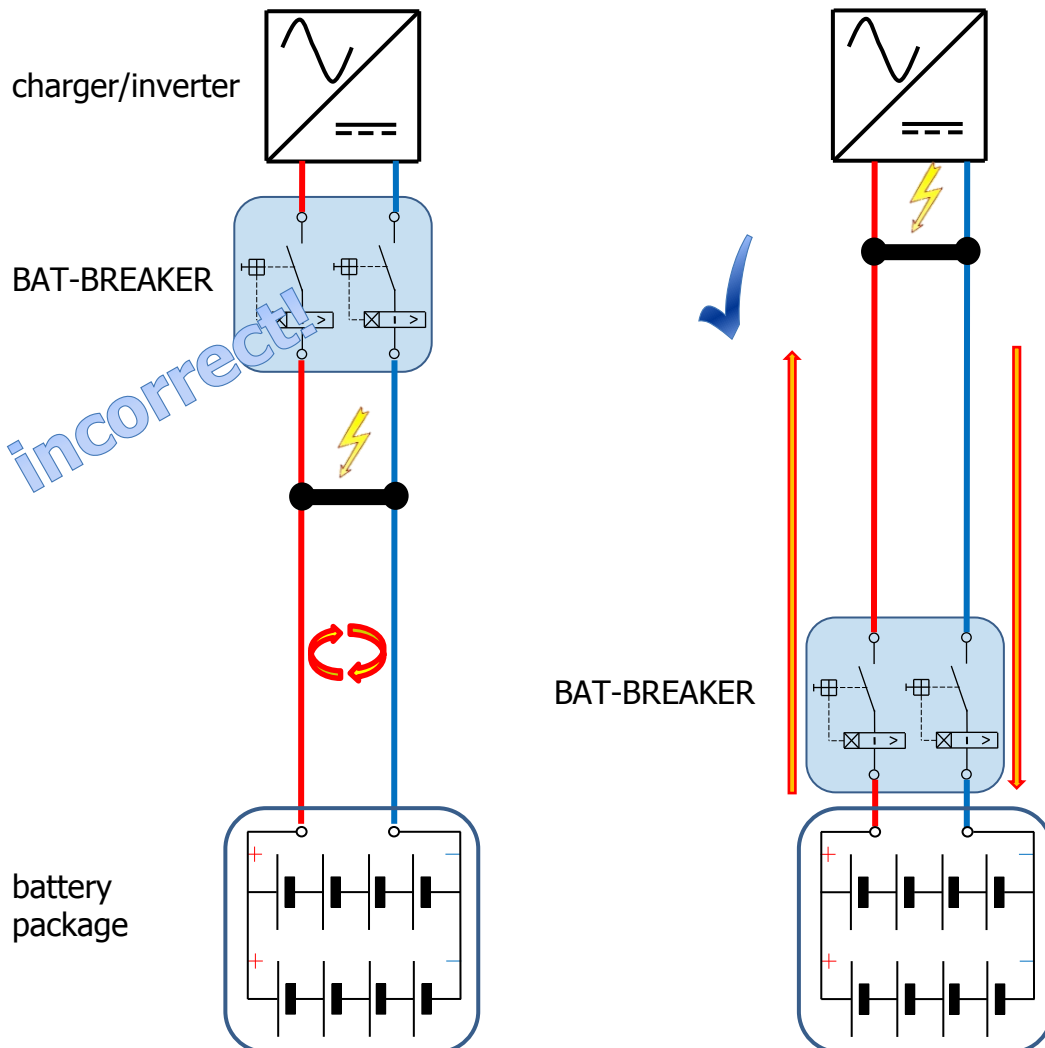 charger/inverter
BAT-BREAKER
incorrect!
BAT-BREAKER
battery
package